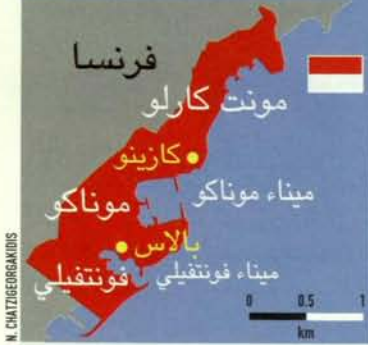 فرنسا
مونت كارلو
كازينو
ميناء موناكو
موناكو
بالاس
فونتفيلي
ميناء فونتفيلي
0 0.5 1
km
N. CHATZIGEORGAKIDIS